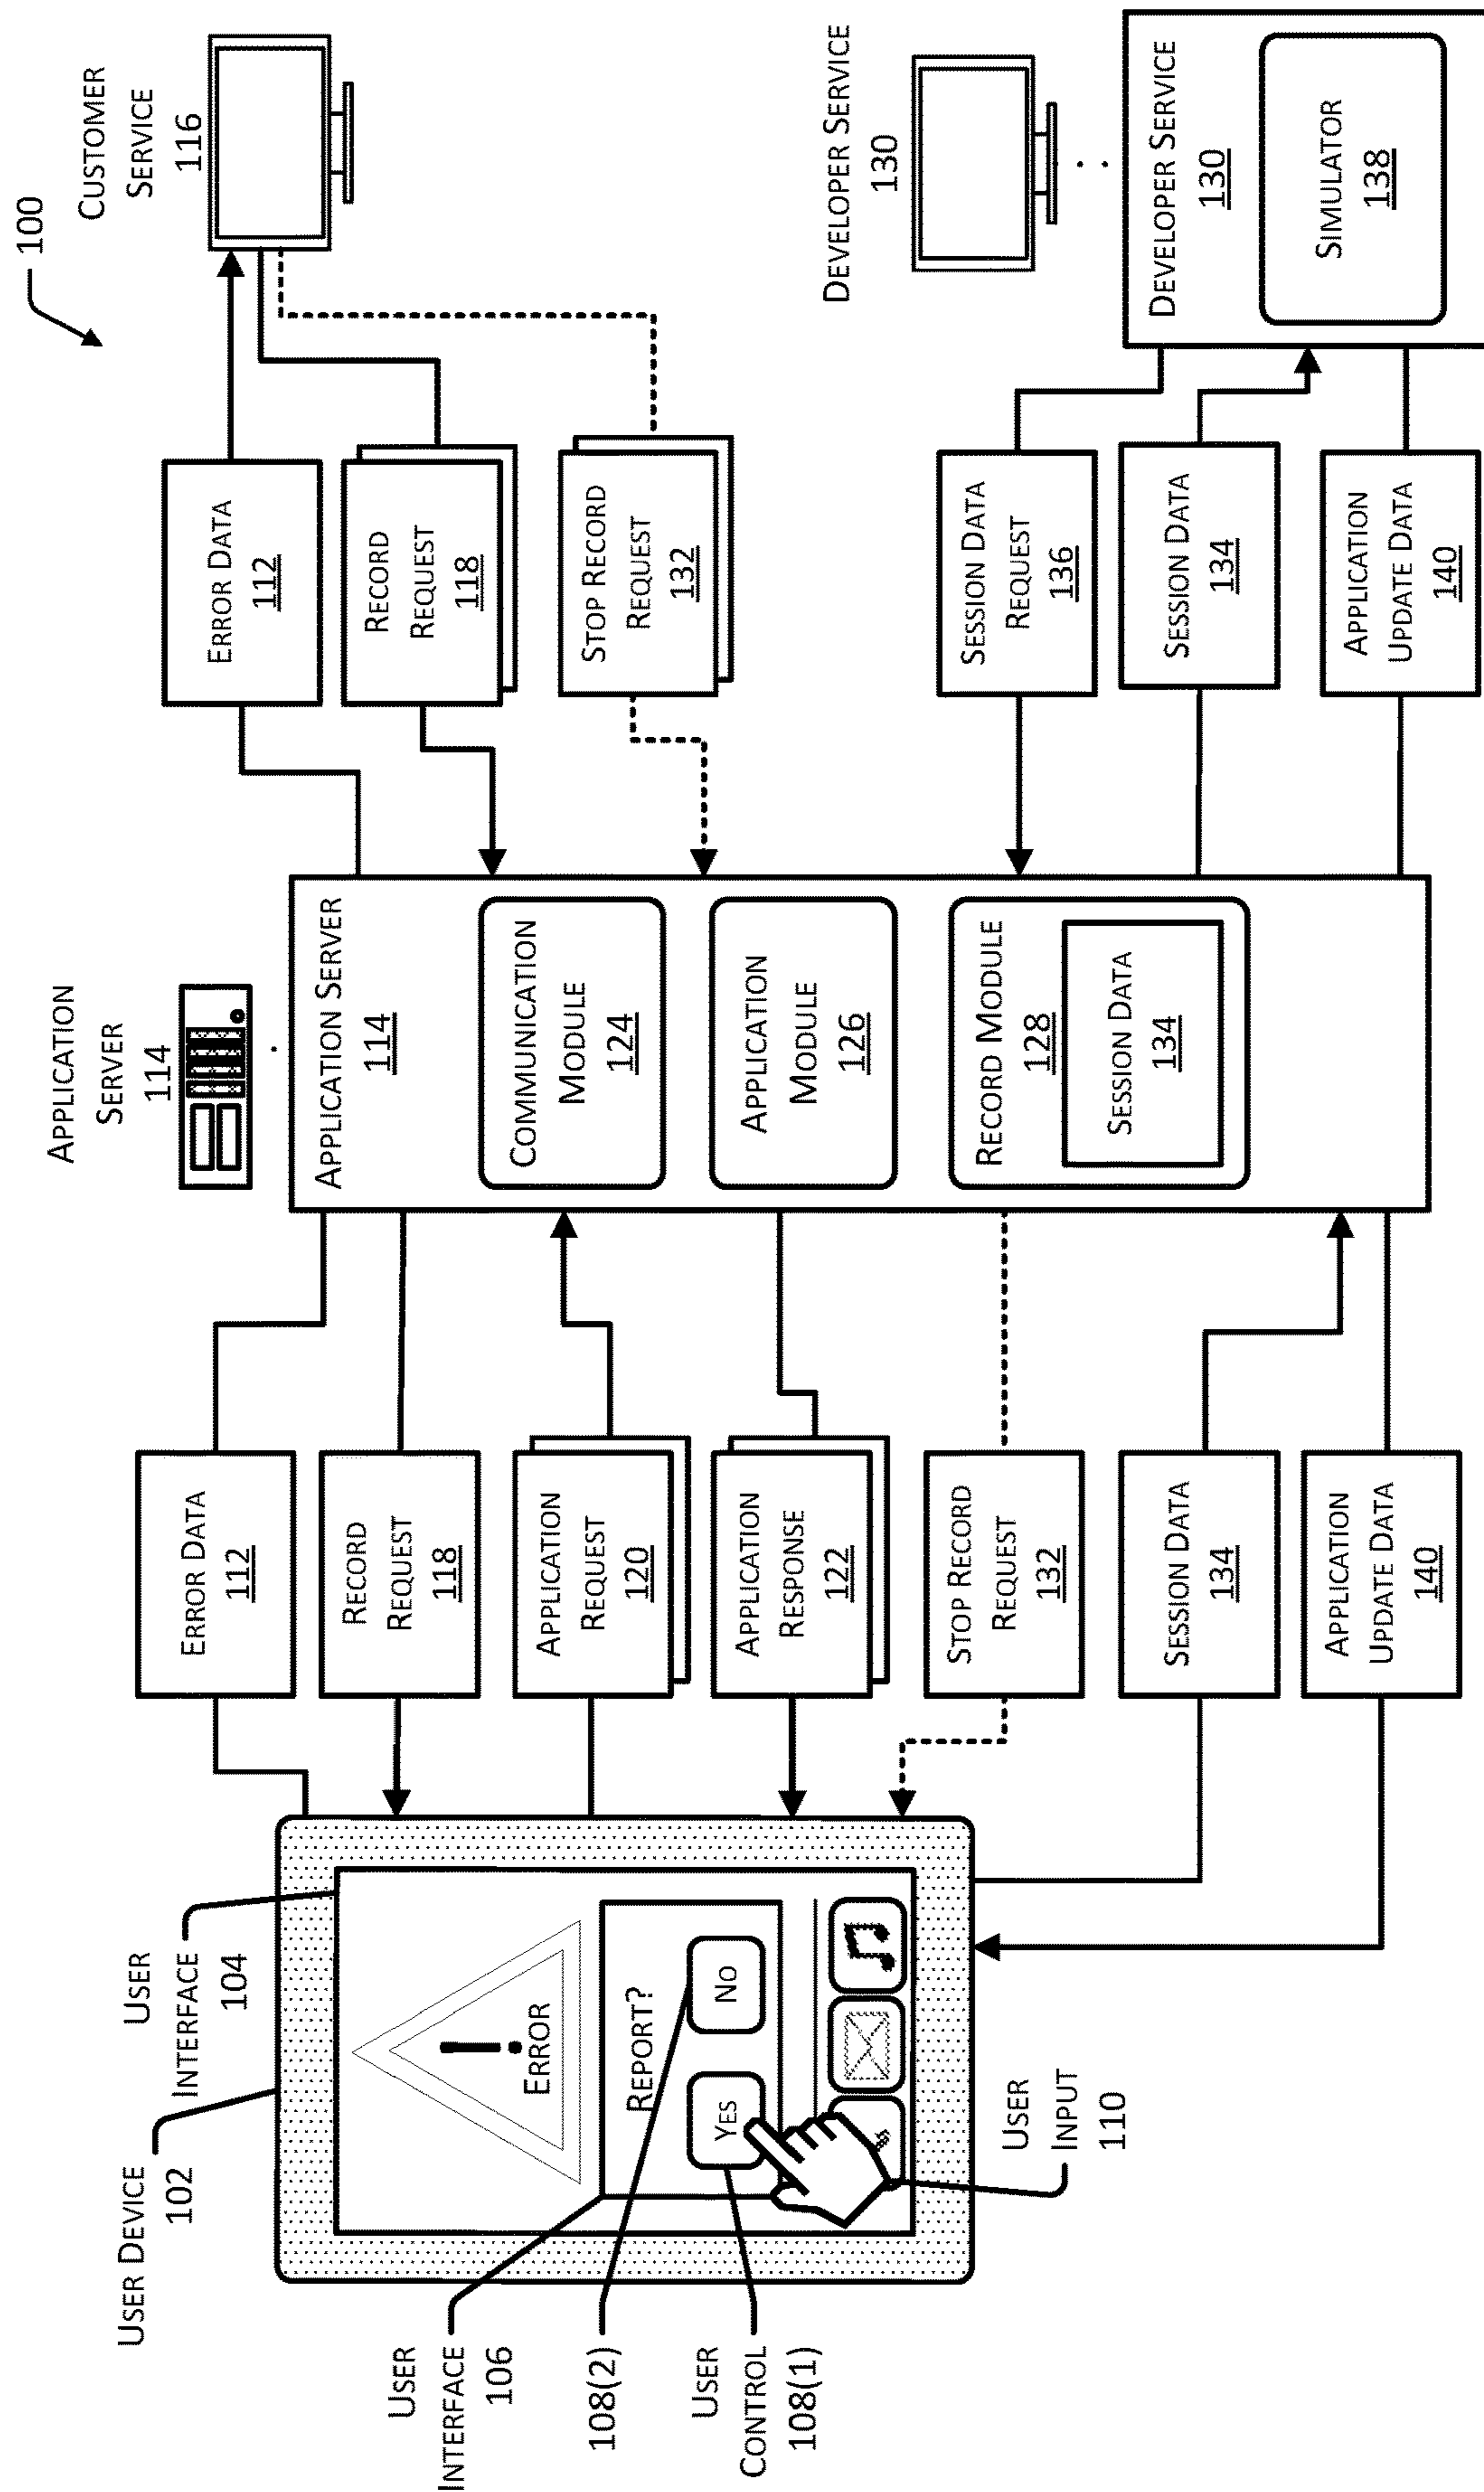 100
USER DEVICE
102
USER
INTERFACE
104
USER
INTERFACE
106
108(2)
USER
CONTROL
108(1)
USER
INPUT
110
ERROR
REPORT?
YES
NO
ERROR DATA
112
RECORD
REQUEST
118
APPLICATION
REQUEST
120
APPLICATION
RESPONSE
122
STOP RECORD
REQUEST
132
SESSION DATA
134
APPLICATION
UPDATE DATA
140
APPLICATION
SERVER
114
APPLICATION SERVER
114
COMMUNICATION
MODULE
124
APPLICATION
MODULE
126
RECORD MODULE
128
SESSION DATA
134
ERROR DATA
112
RECORD
REQUEST
118
STOP RECORD
REQUEST
132
SESSION DATA
REQUEST
136
SESSION DATA
134
APPLICATION
UPDATE DATA
140
CUSTOMER
SERVICE
116
DEVELOPER SERVICE
130
DEVELOPER SERVICE
130
SIMULATOR
138